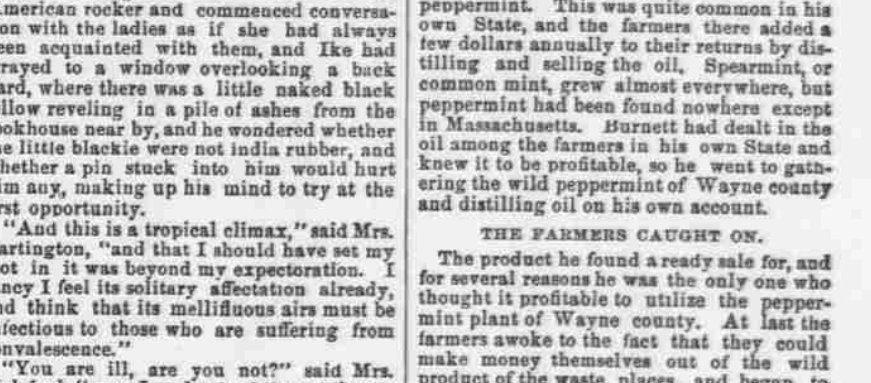 merican rocker and commenced conversa-
on with the ladies as if she had always
een acquainted with them, and Ike had
rayed to a window overlooking a back
ard, where there was a little naked black
llow reveling in a pile of ashes from the
ookhouse near by, and he wondered whether
e little blackie were not india rubber, and
hether a pin stuck into him would hurt
im any, making up his mind to try at the
rst opportunity.
"And this is a tropical climax," said Mrs.
artington, "and that I should have set my
ot in it was beyond my expectoration. I
ncy I feel its solitary affectation already,
nd think that its mellifluous airs must be
fectious to those who are suffering from
nvalescence."
"You are ill, are you not?" said Mrs.
peppermint. This was quite common in his
own State, and the farmers there added a
few dollars annually to their returns by dis-
tilling and selling the oil. Spearmint, or
common mint, grew almost everywhere, but
peppermint had been found nowhere except
in Massachusetts. Burnett had dealt in the
oil among the farmers in his own State and
knew it to be profitable, so he went to gath-
ering the wild peppermint of Wayne county
and distilling oil on his own account.
THE FARMERS CAUGHT ON.
The product he found a ready sale for, and
for several reasons he was the only one who
thought it profitable to utilize the pepper-
mint plant of Wayne county. At last the
farmers awoke to the fact that they could
make money themselves out of the wild
product of the waste places, and began to